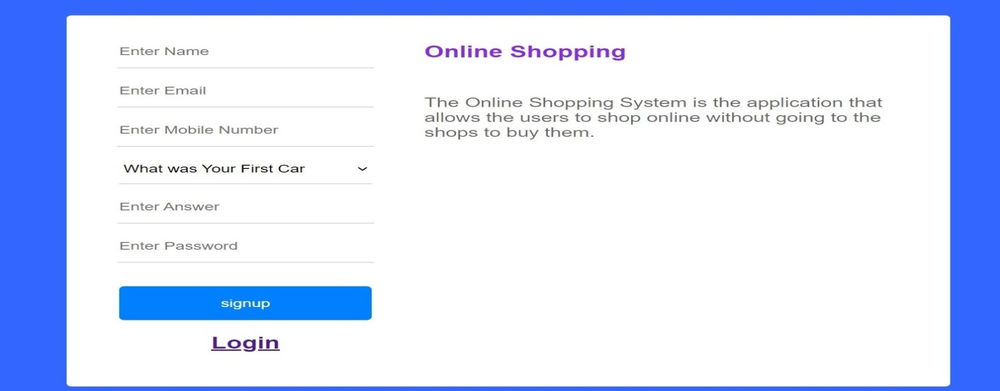 Enter Name
Enter Email
Enter Mobile Number
What was Your First Car
Enter Answer
Enter Password
signup
Login
Online Shopping
The Online Shopping System is the application that
allows the users to shop online without going to the
shops to buy them.